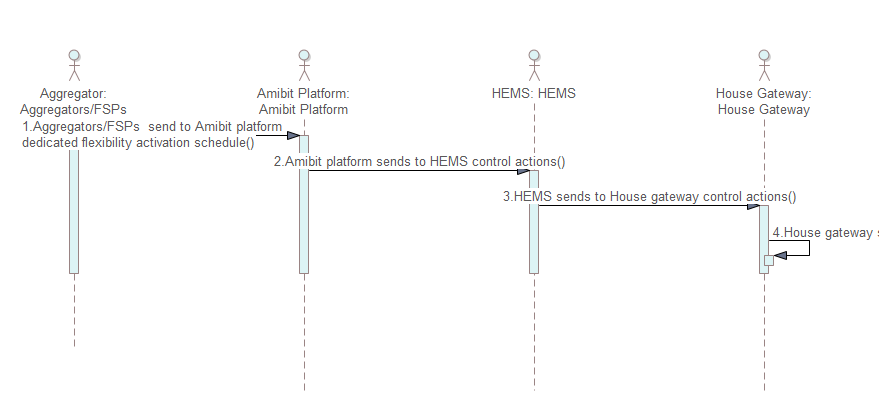 Aggregator:
Aggregators/FSPs
Amibit Platform:
Amibit Platform
HEMS: HEMS
House Gateway:
House Gateway
1.Aggregators/FSPs send to Amibit platform
dedicated flexibility activation schedule()
2.Amibit platform sends to HEMS control actions()
3.HEMS sends to House gateway control actions()
4.House gateway